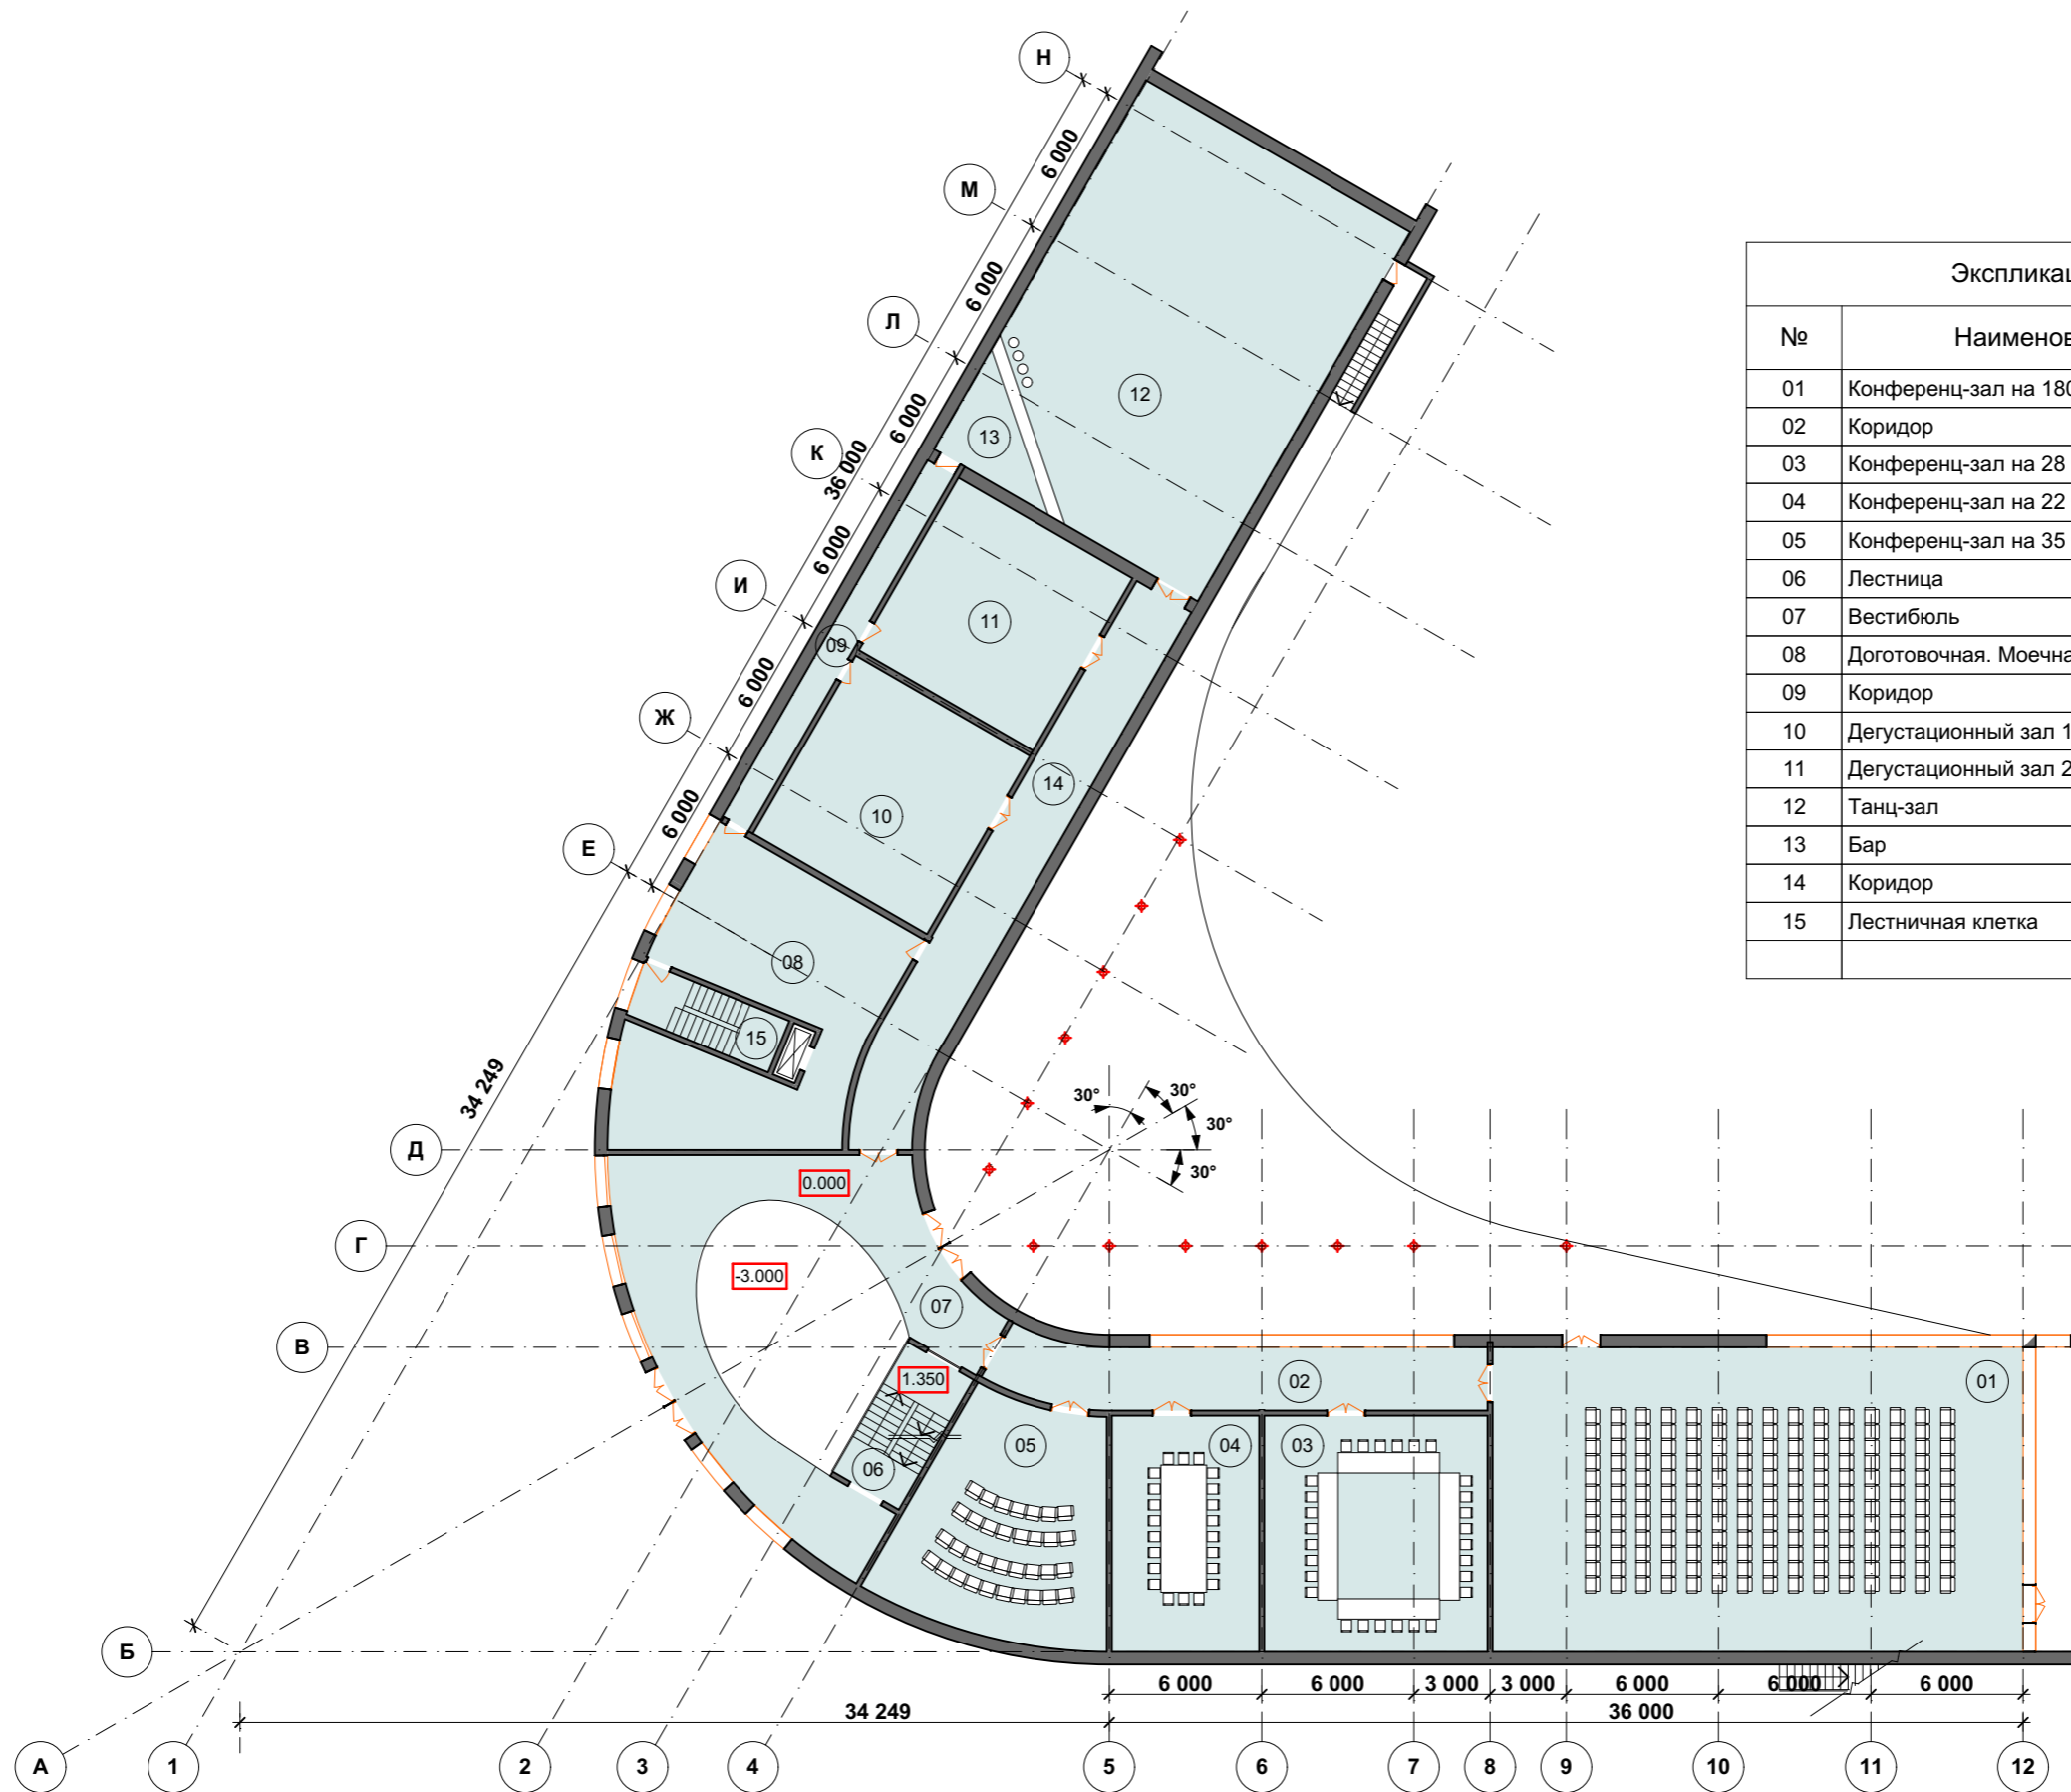 Н
М
Л
К
И
Ж
Е
Д
Г
В
Б
А
6 000
6 000
6 000
6 000
6 000
6 000
36 000
34 249
12
13
11
09
14
10
08
15
07
06
05
04
03
02
01
0.000
-3.000
1.350
30°
30°
30°
30°
6 000
6 000
3 000
3 000
6 000
6 000
6 000
34 249
36 000
1
2
3
4
5
6
7
8
9
10
11
12
Экспликац
№ Наименов
01 Конференц-зал на 180
02 Коридор
03 Конференц-зал на 28
04 Конференц-зал на 22
05 Конференц-зал на 35
06 Лестница
07 Вестибюль
08 Доготовочная. Моечна
09 Коридор
10 Дегустационный зал 1
11 Дегустационный зал 2
12 Танц-зал
13 Бар
14 Коридор
15 Лестничная клетка